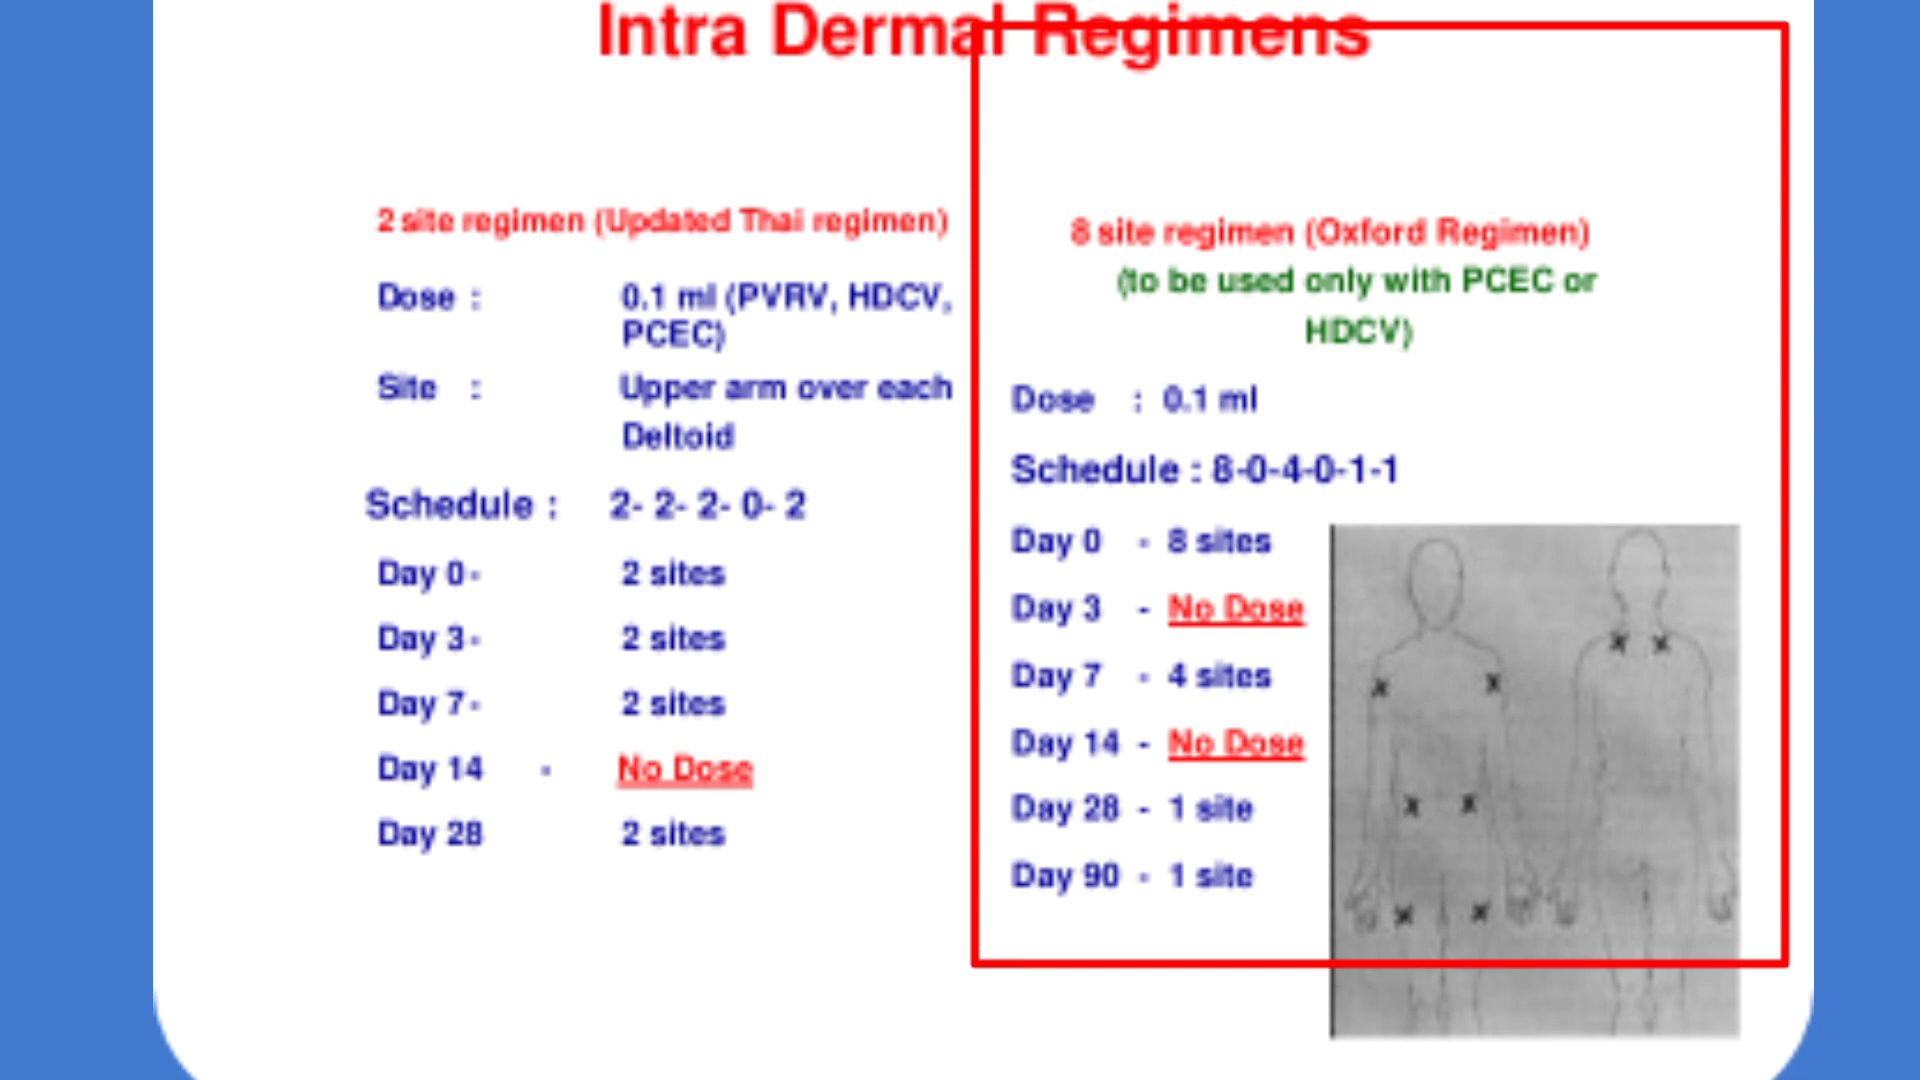 Intra Dermal Regimens
2 site regimen (Updated Thai regimen)
Dose : 0.1 ml (PVRV, HDCV,
PCEC)
Site : Upper arm over each
Deltoid
Schedule : 2- 2- 2- 0- 2
Day 0- 2 sites
Day 3- 2 sites
Day 7- 2 sites
Day 14 - No Dose
Day 28 2 sites
8 site regimen (Oxford Regimen)
(to be used only with PCEC or
HDCV)
Dose : 0.1 ml
Schedule : 8-0-4-0-1-1
Day 0 - 8 sites
Day 3 - No Dose
Day 7 - 4 sites
Day 14 - No Dose
Day 28 - 1 site
Day 90 - 1 site